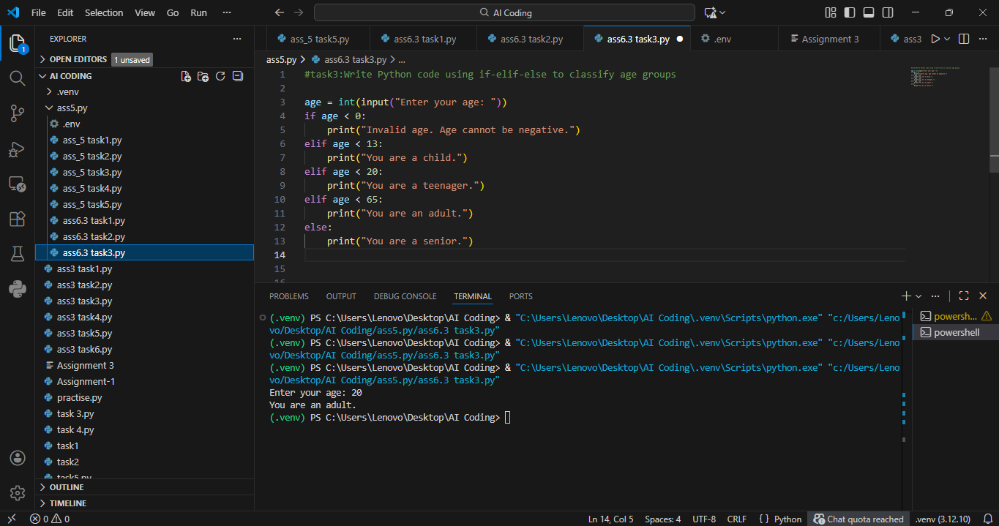 File Edit Selection View Go Run ··· AI Coding
EXPLORER ···
OPEN EDITORS 1 unsaved
AI CODING
.venv
ass5.py
.env
ass_5 task1.py
ass_5 task2.py
ass_5 task3.py
ass_5 task4.py
ass_5 task5.py
ass6.3 task1.py
ass6.3 task2.py
ass6.3 task3.py
ass3 task1.py
ass3 task2.py
ass3 task3.py
ass3 task4.py
ass3 task5.py
ass3 task6.py
Assignment 3
Assignment-1
practise.py
task 3.py
task 4.py
task1
task2
task5.py
OUTLINE
TIMELINE
1
ass_5 task5.py ass6.3 task1.py ass6.3 task2.py ass6.3 task3.py .env Assignment 3 ass3
ass5.py > ass6.3 task3.py > ...
1 #task3:Write Python code using if-elif-else to classify age groups
2
3 age = int(input("Enter your age: "))
4 if age < 0:
5     print("Invalid age. Age cannot be negative.")
6 elif age < 13:
7     print("You are a child.")
8 elif age < 20:
9     print("You are a teenager.")
10 elif age < 65:
11     print("You are an adult.")
12 else:
13     print("You are a senior.")
14
15
16
PROBLEMS OUTPUT DEBUG CONSOLE TERMINAL PORTS
(.venv) PS C:\Users\Lenovo\Desktop\AI Coding> & "C:\Users\Lenovo\Desktop\AI Coding\.venv\Scripts\python.exe" "c:/Users/Leno
vo/Desktop/AI Coding/ass5.py/ass6.3 task3.py"
(.venv) PS C:\Users\Lenovo\Desktop\AI Coding> & "C:\Users\Lenovo\Desktop\AI Coding\.venv\Scripts\python.exe" "c:/Users/Leno
vo/Desktop/AI Coding/ass5.py/ass6.3 task3.py"
(.venv) PS C:\Users\Lenovo\Desktop\AI Coding> & "C:\Users\Lenovo\Desktop\AI Coding\.venv\Scripts\python.exe" "c:/Users/Leno
vo/Desktop/AI Coding/ass5.py/ass6.3 task3.py"
Enter your age: 20
You are an adult.
(.venv) PS C:\Users\Lenovo\Desktop\AI Coding>
powersh...
powershell
0 0 Ln 14, Col 5 Spaces: 4 UTF-8 CRLF { } Python Chat quota reached .venv (3.12.10)